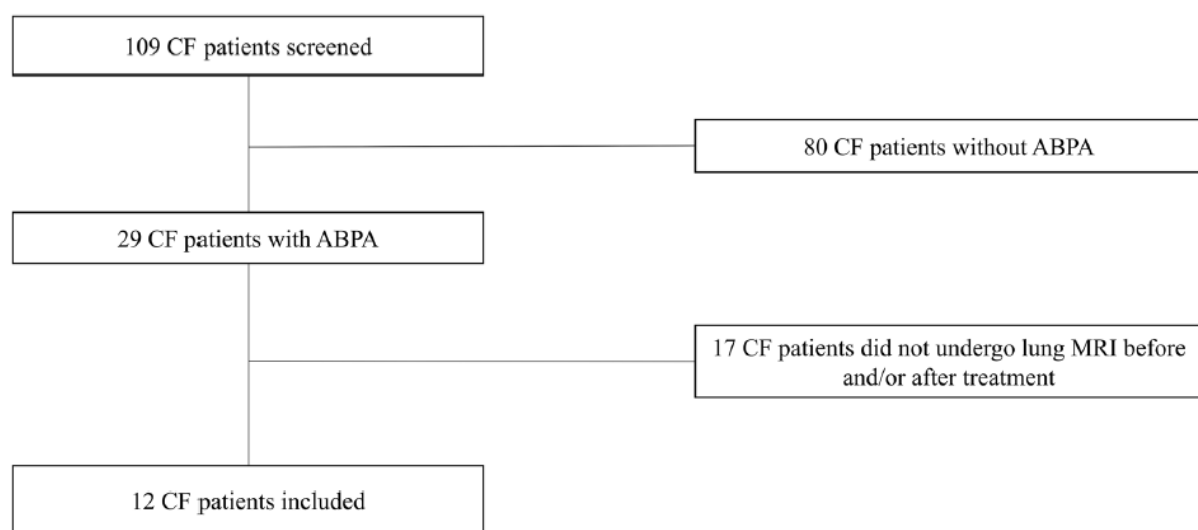 109 CF patients screened
80 CF patients without ABPA
29 CF patients with ABPA
17 CF patients did not undergo lung MRI before
and/or after treatment
12 CF patients included